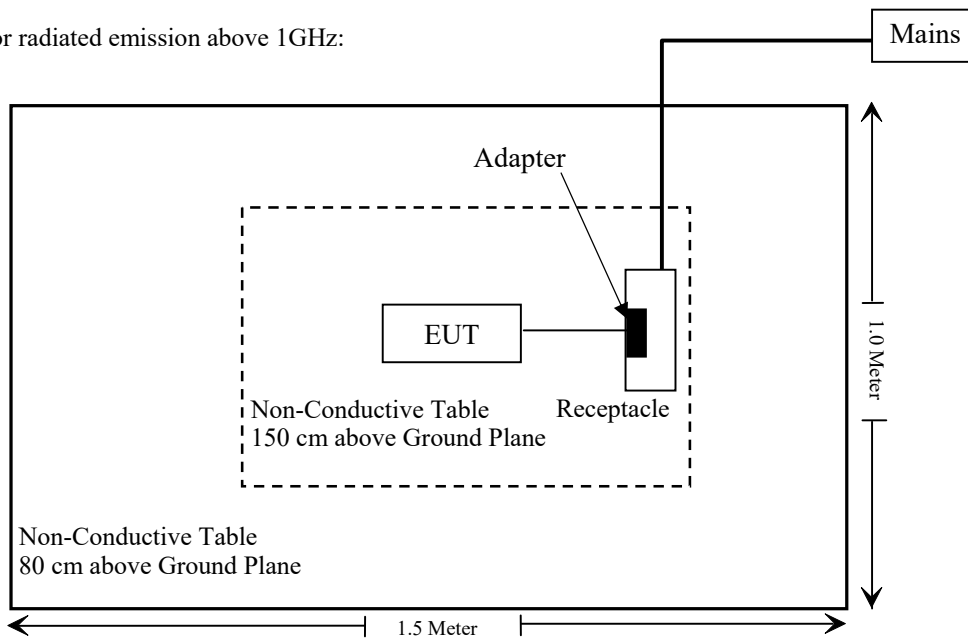 or radiated emission above 1GHz:
Mains
Adapter
EUT
Receptacle
Non-Conductive Table
150 cm above Ground Plane
1.0 Meter
Non-Conductive Table
80 cm above Ground Plane
1.5 Meter